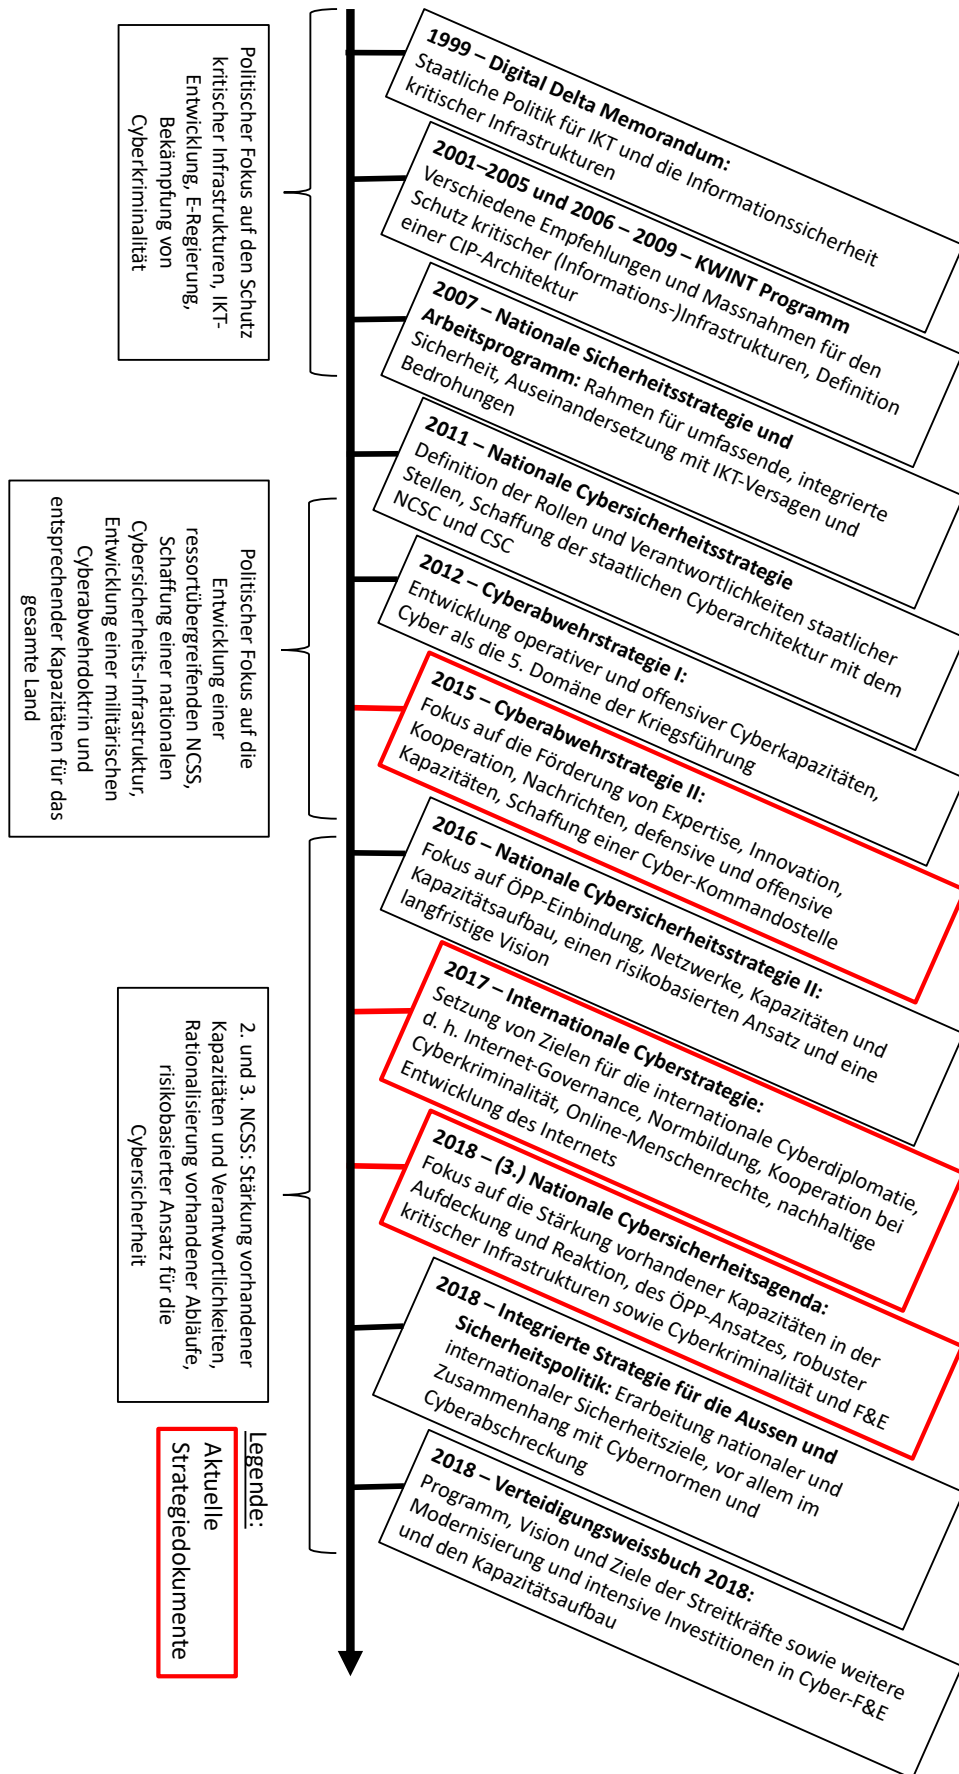 1999 – Digital Delta Memorandum:
Staatliche Politik für IKT und die Informationssicherheit
kritischer Infrastrukturen
2001–2005 und 2006 – 2009 – KWINT Programm
Verschiedene Empfehlungen und Massnahmen für den
Schutz kritischer (Informations-)Infrastrukturen, Definition
einer CIP-Architektur
2007 – Nationale Sicherheitsstrategie und
Arbeitsprogramm: Rahmen für umfassende, integrierte
Sicherheit, Auseinandersetzung mit IKT-Versagen und
Bedrohungen
2011 – Nationale Cybersicherheitsstrategie
Definition der Rollen und Verantwortlichkeiten staatlicher
Stellen, Schaffung der staatlichen Cyberarchitektur mit dem
NCSC und CSC
2012 – Cyberabwehrstrategie I:
Entwicklung operativer und offensiver Cyberkapazitäten,
Cyber als die 5. Domäne der Kriegsführung
2015 – Cyberabwehrstrategie II:
Fokus auf die Förderung von Expertise, Innovation,
Kooperation, Nachrichten, defensive und offensive
Kapazitäten, Schaffung einer Cyber-Kommandostelle
2016 – Nationale Cybersicherheitsstrategie II:
Fokus auf ÖPP-Einbindung, Netzwerke, Kapazitäten und
Kapazitätsaufbau, einen risikobasierten Ansatz und eine
langfristige Vision
2017 – Internationale Cyberstrategie:
Setzung von Zielen für die internationale Cyberdiplomatie,
d. h. Internet-Governance, Normbildung, Kooperation bei
Cyberkriminalität, Online-Menschenrechte, nachhaltige
Entwicklung des Internets
2018 – (3.) Nationale Cybersicherheitsagenda:
Fokus auf die Stärkung vorhandener Kapazitäten in der
Aufdeckung und Reaktion, des ÖPP-Ansatzes, robuster
kritischer Infrastrukturen sowie Cyberkriminalität und F&E
2018 – Integrierte Strategie für die Aussen und
Sicherheitspolitik: Erarbeitung nationaler und
internationaler Sicherheitsziele, vor allem im
Zusammenhang mit Cybernormen und
Cyberabschreckung
2018 – Verteidigungsweissbuch 2018:
Programm, Vision und Ziele der Streitkräfte sowie weitere
Modernisierung und intensive Investitionen in Cyber-F&E
und den Kapazitätsaufbau
Politischer Fokus auf den Schutz
kritischer Infrastrukturen, IKT-
Entwicklung, E-Regierung,
Bekämpfung von
Cyberkriminalität
Politischer Fokus auf die
Entwicklung einer
ressortübergreifenden NCSS,
Schaffung einer nationalen
Cybersicherheits-Infrastruktur,
Entwicklung einer militärischen
Cyberabwehrdoktrin und
entsprechender Kapazitäten für das
gesamte Land
2. und 3. NCSS: Stärkung vorhandener
Kapazitäten und Verantwortlichkeiten,
Rationalisierung vorhandener Abläufe,
risikobasierter Ansatz für die
Cybersicherheit
Legende:
Aktuelle
Strategiedokumente